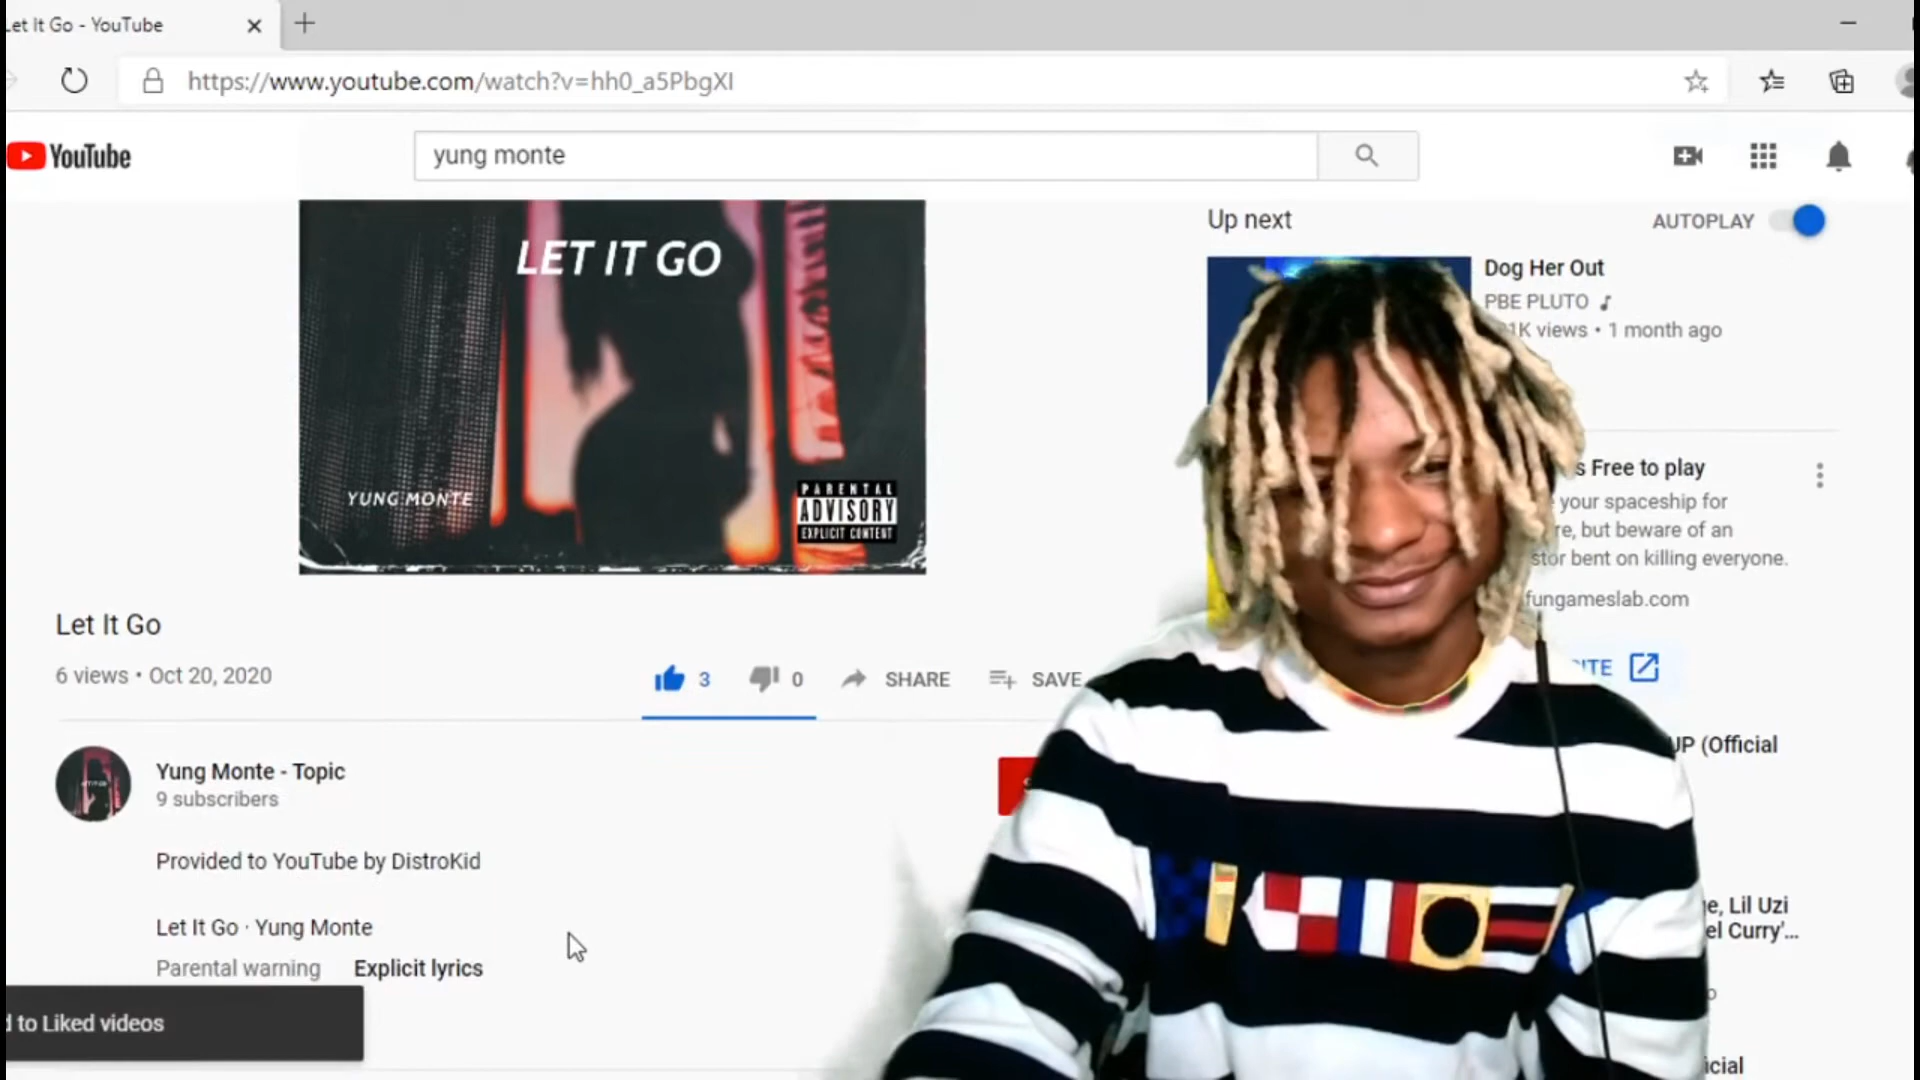 Let It Go - YouTube
https://www.youtube.com/watch?v=hh0_a5PbgXI
YouTube
yung monte
LET IT GO
YUNG MONTE
PARENTAL
ADVISORY
EXPLICIT CONTENT
Up next
AUTOPLAY
Dog Her Out
PBE PLUTO
1K views • 1 month ago
s Free to play
your spaceship for
re, but beware of an
stor bent on killing everyone.
fungameslab.com
Let It Go
6 views • Oct 20, 2020
3
0
SHARE
SAVE
UP (Official
Yung Monte - Topic
9 subscribers
Provided to YouTube by DistroKid
Let It Go · Yung Monte
Parental warning Explicit lyrics
Lil Uzi
el Curry'...
to Liked videos